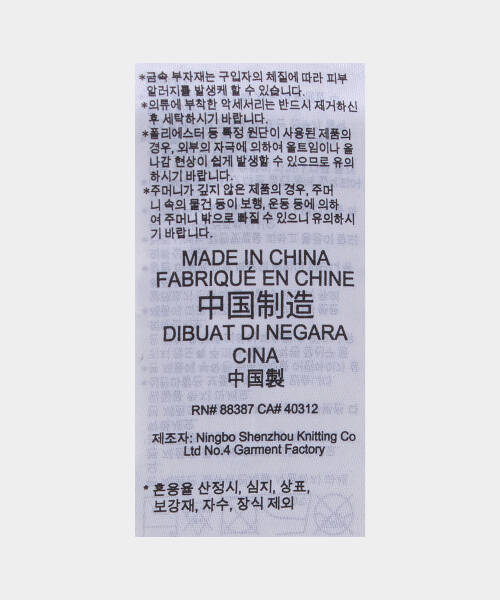 *금속 부자재는 구입자의 체질에 따라 피부
알러지를 발생케 할 수 있습니다.
*의류에 부착한 악세서리는 반드시 제거하신
후 세탁하시기 바랍니다.
*폴리에스터 등 특정 원단이 사용된 제품의
경우, 외부의 자극에 의하여 올트임이나 올
나감 현상이 쉽게 발생할 수 있으므로 유의
하시기 바랍니다.
*주머니가 깊지 않은 제품의 경우, 주머
니 속의 물건 등이 보행, 운동 등에 의하
여 주머니 밖으로 빠질 수 있으니 유의하시
기 바랍니다.
MADE IN CHINA
FABRIQUÉ EN CHINE
中国制造
DIBUAT DI NEGARA
CINA
中国製
RN# 88387 CA# 40312
제조자: Ningbo Shenzhou Knitting Co
Ltd No.4 Garment Factory
* 혼용율 산정시, 심지, 상표,
보강재, 자수, 장식 제외